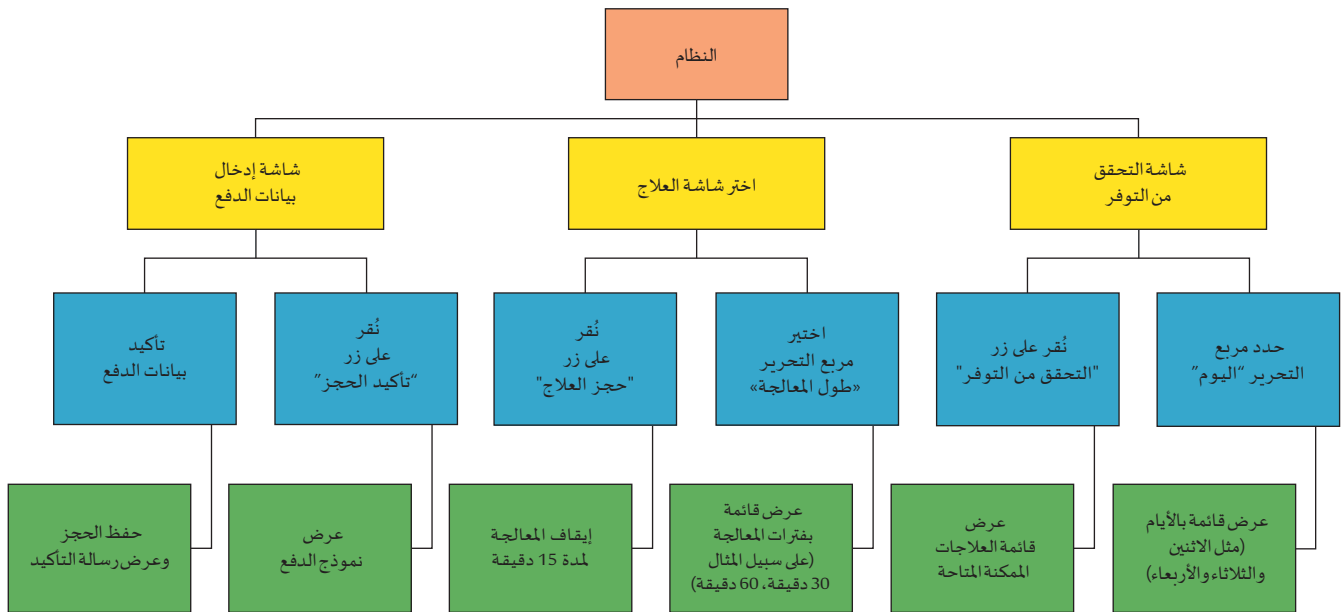 النظام
شاشة التحقق
من التوفر
اختر شاشة العلاج
شاشة إدخال
بيانات الدفع
حدد مربع
التحرير "اليوم"
نُقر على زر
"التحقق من التوفر"
اختير
مربع التحرير
«طول المعالجة»
نُقر
على زر
"حجز العلاج"
نُقر
على زر
"تأكيد الحجز"
تأكيد
بيانات الدفع
عرض قائمة بالأيام
(مثل الاثنين
والثلاثاء والأربعاء)
عرض
قائمة العلاجات
الممكنة المتاحة
عرض قائمة
بفترات المعالجة
(على سبيل المثال
30 دقيقة، 60 دقيقة)
إيقاف المعالجة
لمدة 15 دقيقة
عرض
نموذج الدفع
حفظ الحجز
وعرض رسالة التأكيد